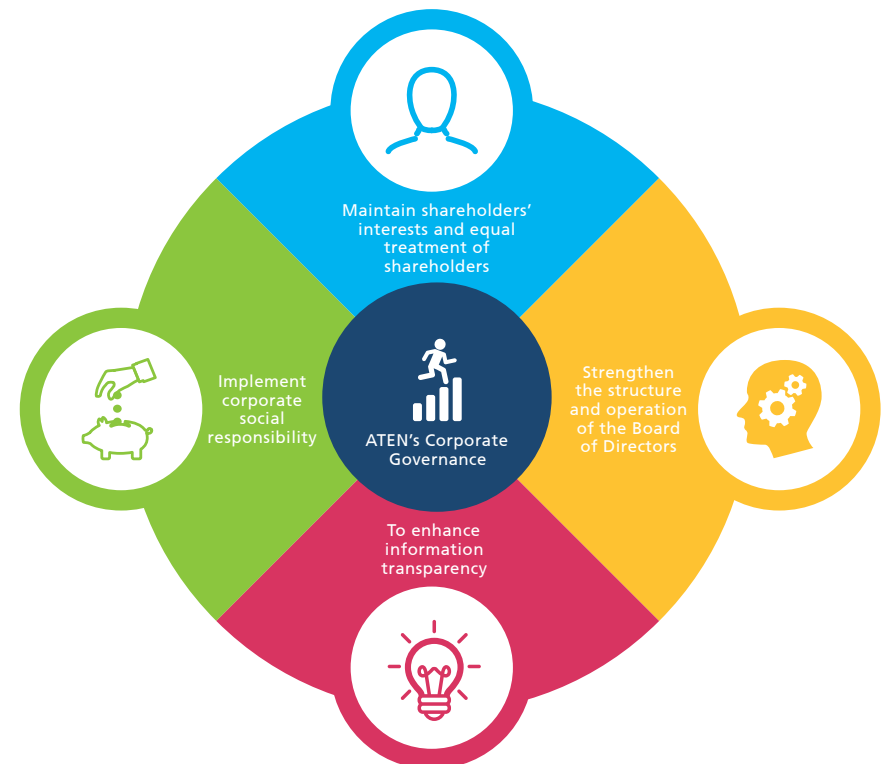 Maintain shareholders’
interests and equal
treatment of
shareholders
Implement
corporate
social
responsibility
ATEN’s Corporate
Governance
Strengthen
the structure
and operation
of the Board
of Directors
To enhance
information
transparency